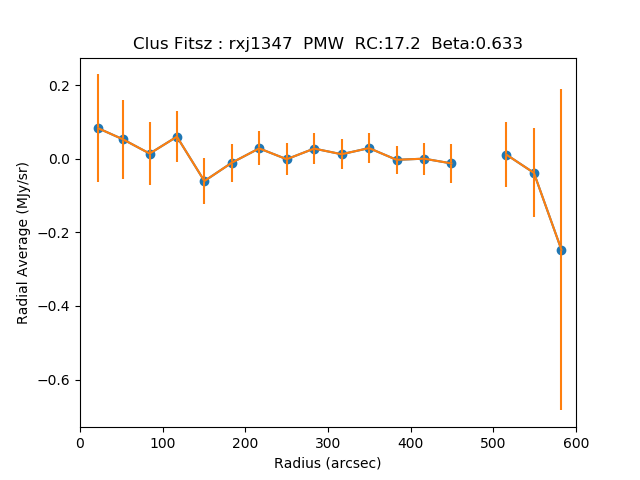 Clus Fitsz : rxj1347  PMW  RC:17.2  Beta:0.633
0.2
0.0
−0.2
−0.4
−0.6
Radial Average (MJy/sr)
0 100 200 300 400 500 600
Radius (arcsec)